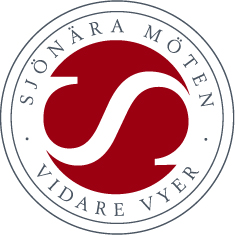 SJÖNÄRA MÖTEN
· VIDARE VYER ·